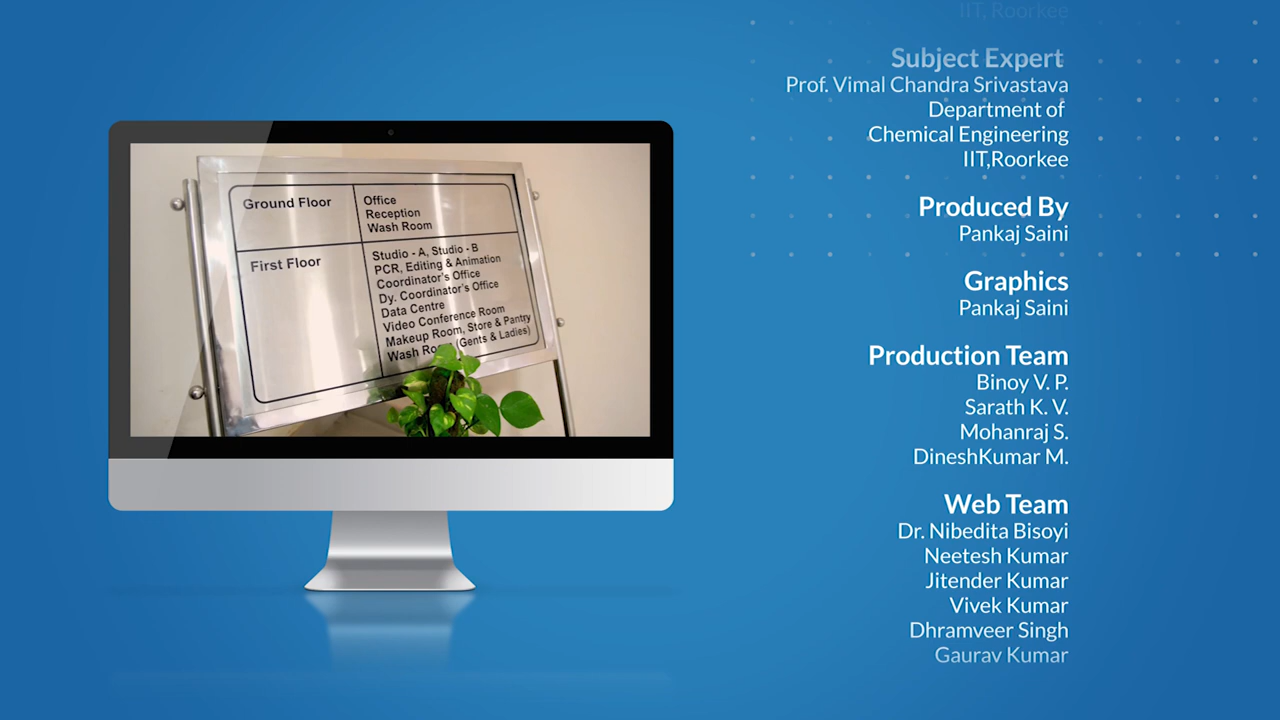 Ground Floor
Office
Reception
Wash Room
First Floor
Studio - A, Studio - B
PCR, Editing & Animation
Coordinator's Office
Dy. Coordinator's Office
Data Centre
Video Conference Room
Makeup Room, Store & Pantry
Wash Room (Gents & Ladies)
IIT, Roorkee
Subject Expert
Prof. Vimal Chandra Srivastava
Department of
Chemical Engineering
IIT,Roorkee
Produced By
Pankaj Saini
Graphics
Pankaj Saini
Production Team
Binoy V. P.
Sarath K. V.
Mohanraj S.
DineshKumar M.
Web Team
Dr. Nibedita Bisoyi
Neetesh Kumar
Jitender Kumar
Vivek Kumar
Dhramveer Singh
Gaurav Kumar